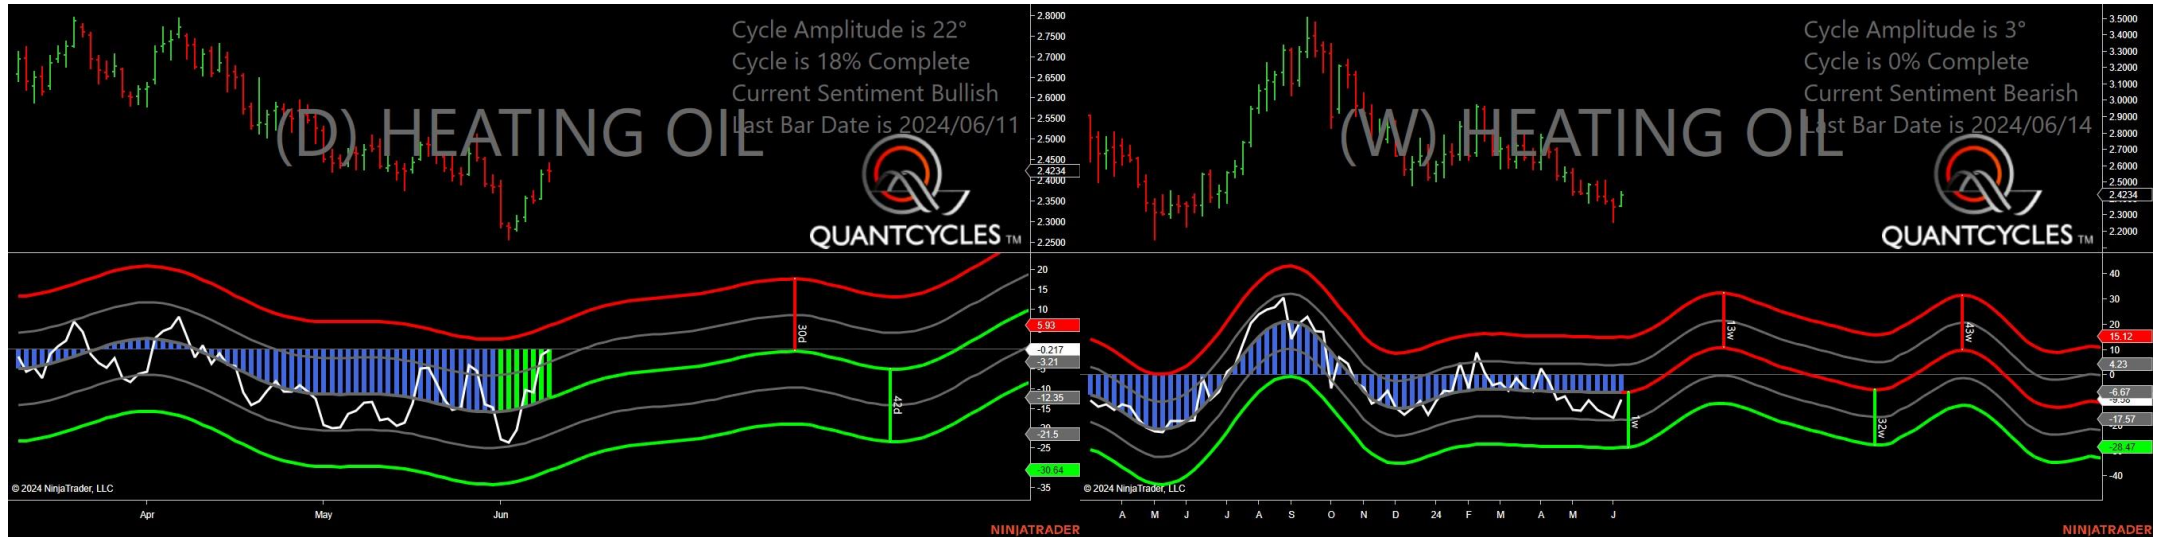 Cycle Amplitude is 22°
Cycle is 18% Complete
Current Sentiment Bullish
Last Bar Date is 2024/06/11
(D) HEATING OIL
QUANTCYCLES TM
2.8000
2.7500
2.7000
2.6500
2.6000
2.5500
2.5000
2.4500
2.4234
2.4000
2.3500
2.3000
2.2500
20
15
10
5.93
-0.217
-3.21
-10
-12.35
-15
-21.5
-25
-30.64
-35
30d
42d
© 2024 NinjaTrader, LLC
Apr May Jun
NINJATRADER
Cycle Amplitude is 3°
Cycle is 0% Complete
Current Sentiment Bearish
Last Bar Date is 2024/06/14
(W) HEATING OIL
QUANTCYCLES TM
3.5000
3.4000
3.3000
3.2000
3.1000
3.0000
2.9000
2.8000
2.7000
2.6000
2.5000
2.4234
2.3000
2.2000
40
30
20
15.12
10
4.23
0
-6.67
-9.58
-17.57
-28.47
-40
13w
43w
1w
32w
© 2024 NinjaTrader, LLC
A M J J A S O N D 24 F M A M J
NINJATRADER